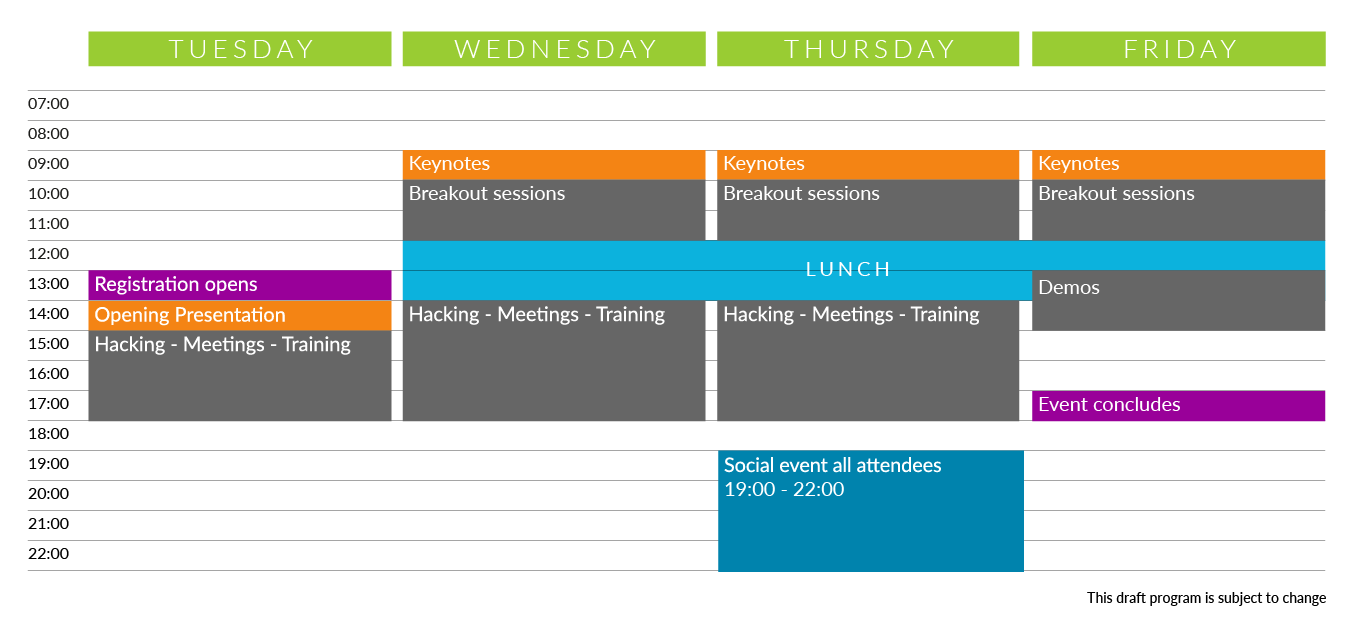 TUESDAY WEDNESDAY THURSDAY FRIDAY
07:00
08:00
09:00 Keynotes Keynotes Keynotes
10:00 Breakout sessions Breakout sessions Breakout sessions
11:00
12:00
LUNCH
13:00 Registration opens Demos
14:00 Opening Presentation Hacking - Meetings - Training Hacking - Meetings - Training
15:00 Hacking - Meetings - Training
16:00
17:00 Event concludes
18:00
19:00 Social event all attendees
19:00 - 22:00
20:00
21:00
22:00
This draft program is subject to change